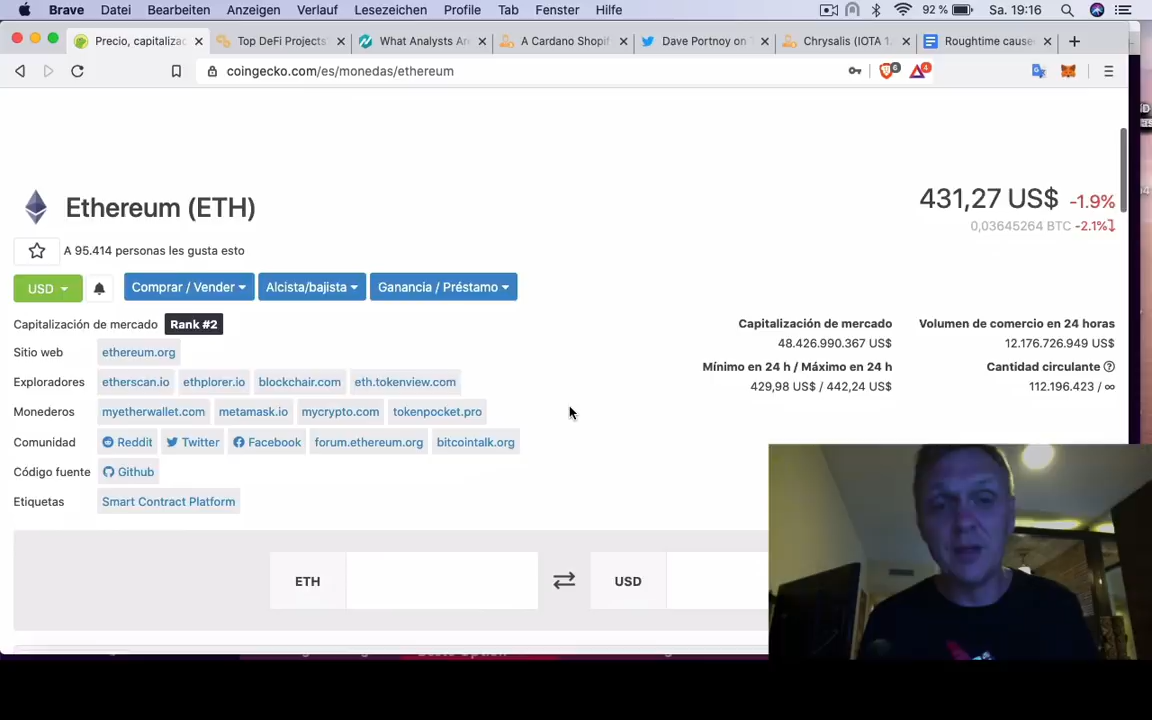 Brave Datei Bearbeiten Anzeigen Verlauf Lesezeichen Profile Tab Fenster Hilfe 92 % Sa. 19:16
Precio, capitaliza Top DeFi Projects What Analysts Ar A Cardano Shopif Dave Portnoy on Chrysalis (IOTA 1. Roughtime cause
coingecko.com/es/monedas/ethereum 6 4
Ethereum (ETH)
431,27 US$ -1.9%
0,03645264 BTC -2.1%
A 95.414 personas les gusta esto
USD Comprar / Vender Alcista/bajista Ganancia / Préstamo
Capitalización de mercado Rank #2
Sitio web ethereum.org
Exploradores etherscan.io ethplorer.io blockchair.com eth.tokenview.com
Monederos myetherwallet.com metamask.io mycrypto.com tokenpocket.pro
Comunidad Reddit Twitter Facebook forum.ethereum.org bitcointalk.org
Código fuente Github
Etiquetas Smart Contract Platform
Capitalización de mercado Volumen de comercio en 24 horas
48.426.990.367 US$ 12.176.726.949 US$
Mínimo en 24 h / Máximo en 24 h Cantidad circulante
429,98 US$ / 442,24 US$ 112.196.423 / ∞
ETH USD